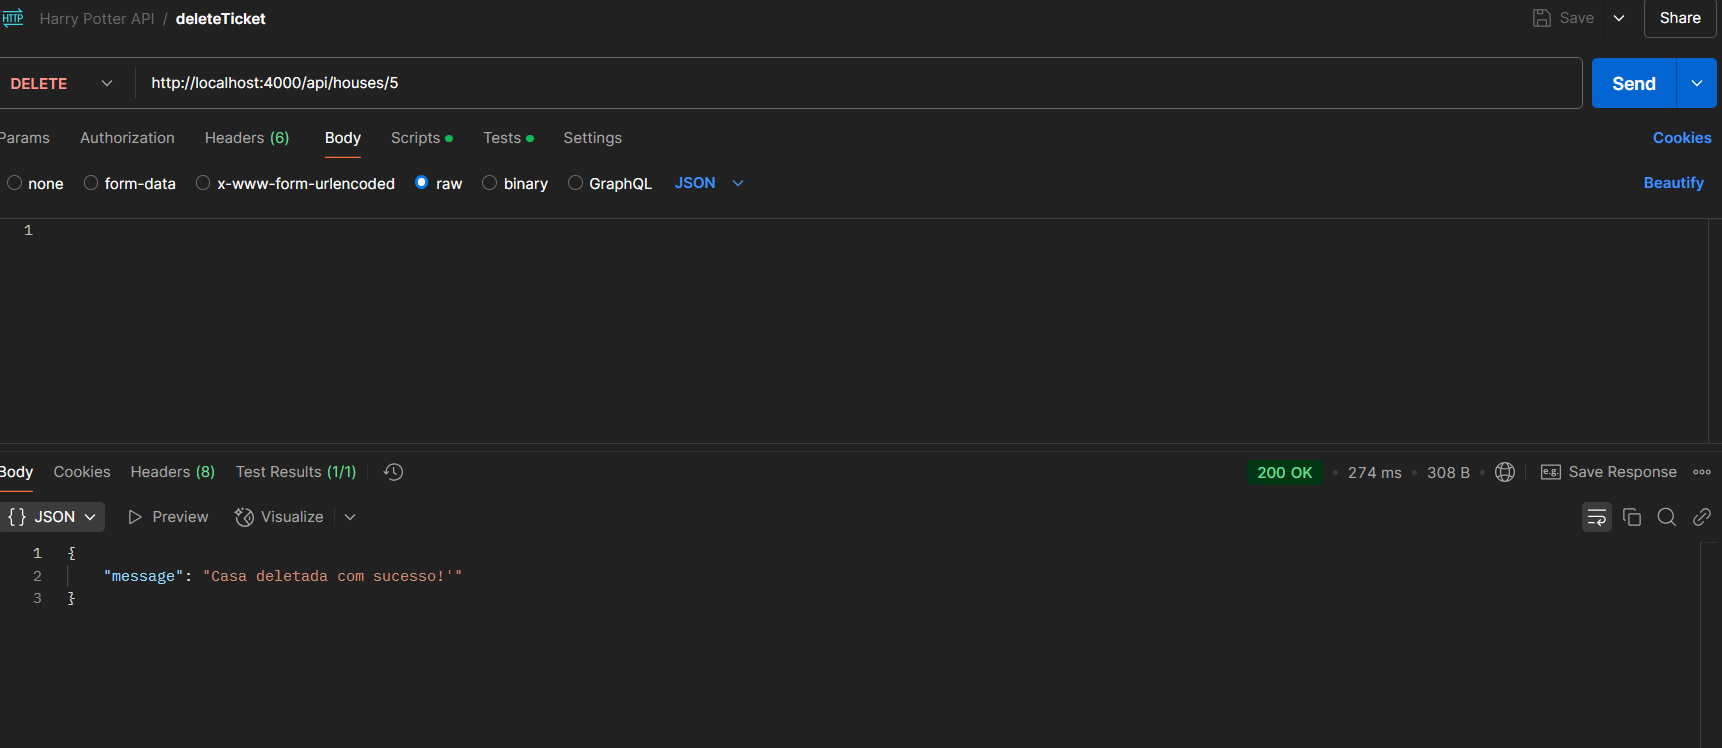 HTTP Harry Potter API / deleteTicket Save Share
DELETE http://localhost:4000/api/houses/5 Send
Params Authorization Headers (6) Body Scripts Tests Settings Cookies
none form-data x-www-form-urlencoded raw binary GraphQL JSON Beautify
1
Body Cookies Headers (8) Test Results (1/1) 200 OK • 274 ms • 308 B • e.g. Save Response
{} JSON Preview Visualize
1 {
2 "message": "Casa deletada com sucesso!'"
3 }